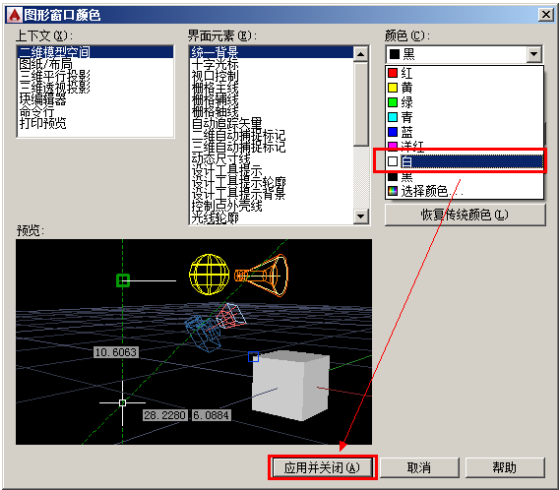 图形窗口颜色
上下文(X):
二维模型空间
图纸/布局
三维平行投影
三维透视投影
块编辑器
命令行
打印预览
界面元素(E):
统一背景
十字光标
视口控制
栅格主线
栅格辅线
栅格轴线
自动追踪矢量
二维自动捕捉标记
三维自动捕捉标记
动态尺寸线
设计工具提示
设计工具提示轮廓
设计工具提示背景
控制点外壳线
光线轮廓
颜色(C):
黑
红
黄
绿
青
蓝
洋红
白
黑
选择颜色...
恢复传统颜色(L)
预览:
10.6063
28.2280
6.0884
应用并关闭(A)
取消
帮助